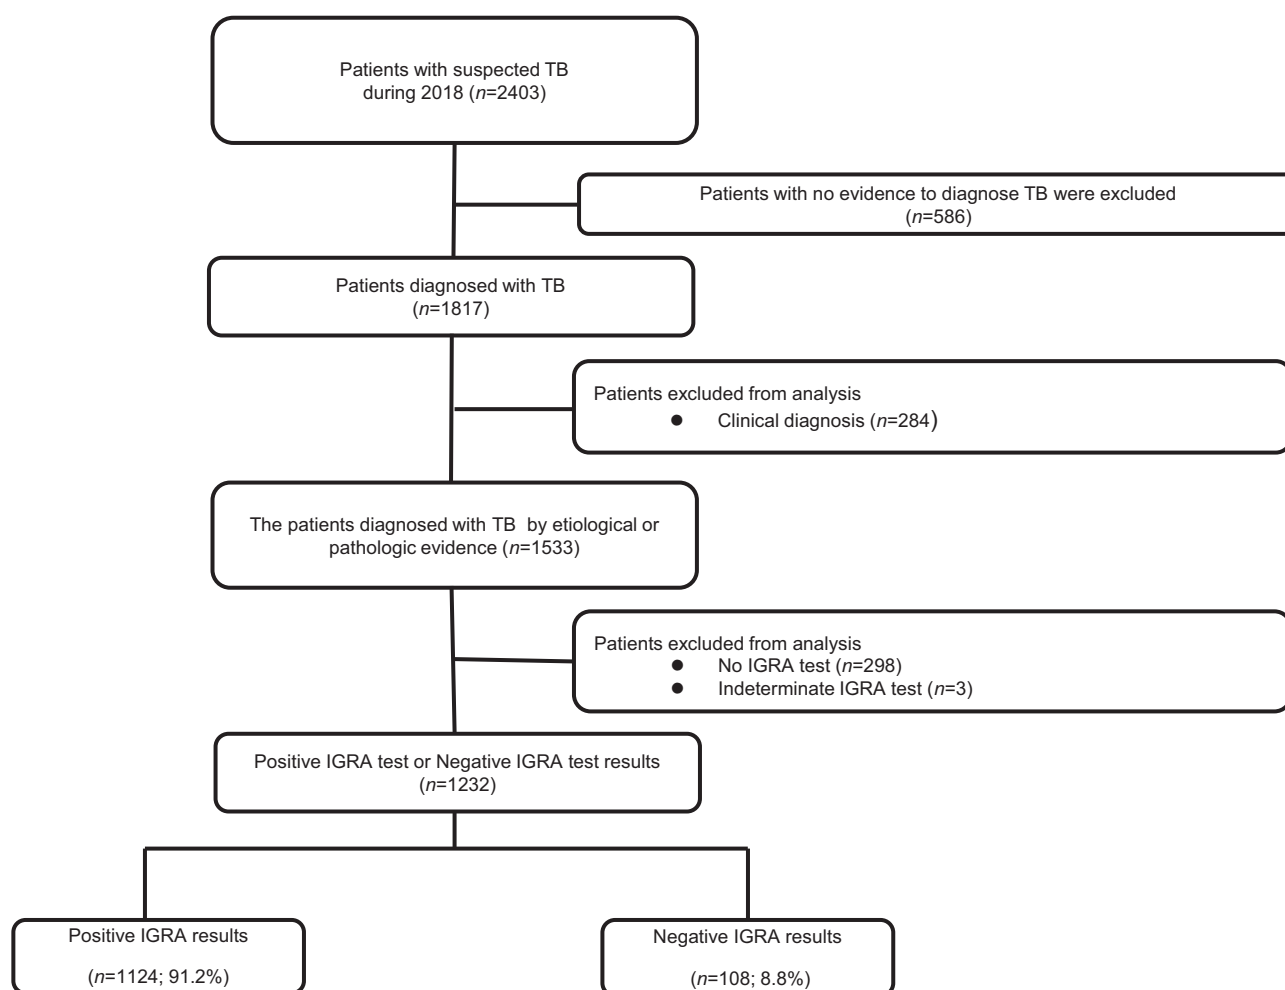 Patients with suspected TB
during 2018 (n=2403)
Patients with no evidence to diagnose TB were excluded
(n=586)
Patients diagnosed with TB
(n=1817)
Patients excluded from analysis
● Clinical diagnosis (n=284)
The patients diagnosed with TB by etiological or
pathologic evidence (n=1533)
Patients excluded from analysis
● No IGRA test (n=298)
● Indeterminate IGRA test (n=3)
Positive IGRA test or Negative IGRA test results
(n=1232)
Positive IGRA results
(n=1124; 91.2%)
Negative IGRA results
(n=108; 8.8%)